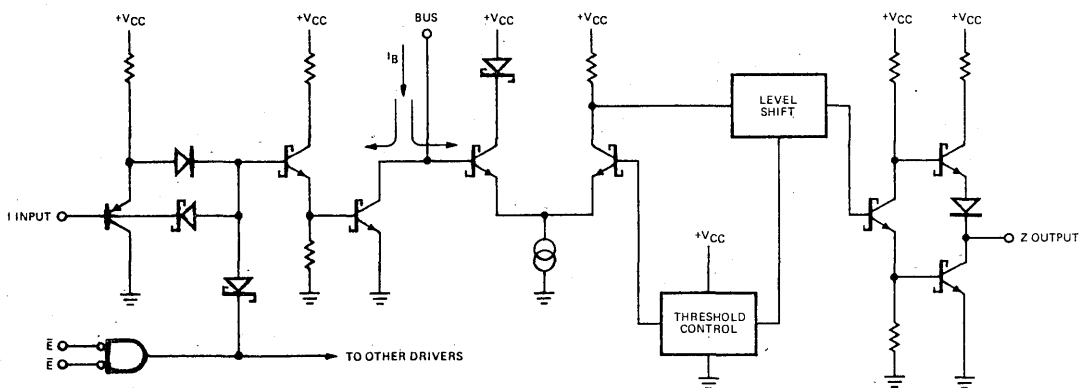 +VCC
+VCC
BUS
+VCC
+VCC
+VCC
+VCC
IB
LEVEL
SHIFT
I INPUT
+VCC
Z OUTPUT
THRESHOLD
CONTROL
E̅
E̅
TO OTHER DRIVERS